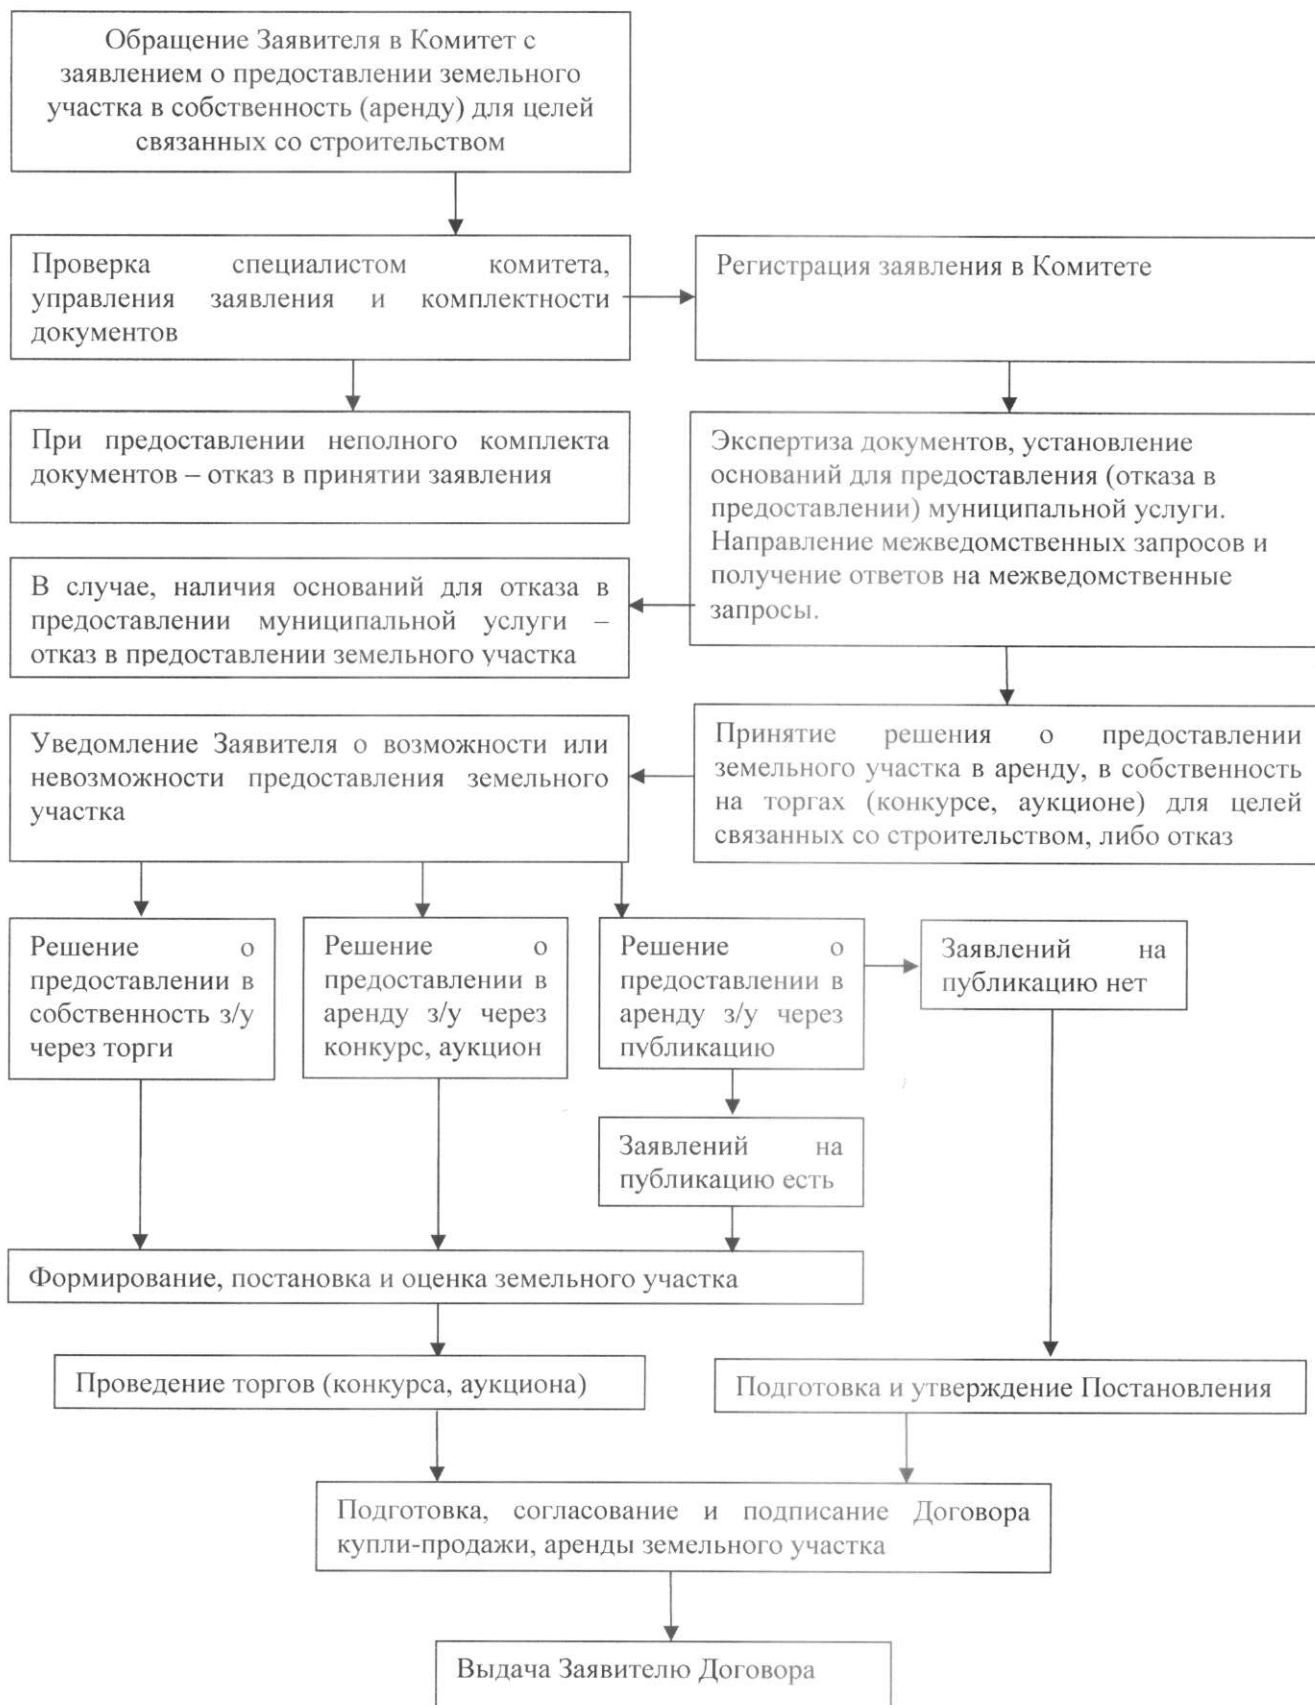 Обращение Заявителя в Комитет с
заявлением о предоставлении земельного
участка в собственность (аренду) для целей
связанных со строительством
Проверка специалистом комитета,
управления заявления и комплектности
документов
Регистрация заявления в Комитете
При предоставлении неполного комплекта
документов – отказ в принятии заявления
Экспертиза документов, установление
оснований для предоставления (отказа в
предоставлении) муниципальной услуги.
Направление межведомственных запросов и
получение ответов на межведомственные
запросы.
В случае, наличия оснований для отказа в
предоставлении муниципальной услуги –
отказ в предоставлении земельного участка
Принятие решения о предоставлении
земельного участка в аренду, в собственность
на торгах (конкурсе, аукционе) для целей
связанных со строительством, либо отказ
Уведомление Заявителя о возможности или
невозможности предоставления земельного
участка
Решение о
предоставлении в
собственность з/у
через торги
Решение о
предоставлении в
аренду з/у через
конкурс, аукцион
Решение о
предоставлении в
аренду з/у через
публикацию
Заявлений на
публикацию нет
Заявлений на
публикацию есть
Формирование, постановка и оценка земельного участка
Проведение торгов (конкурса, аукциона)
Подготовка и утверждение Постановления
Подготовка, согласование и подписание Договора
купли-продажи, аренды земельного участка
Выдача Заявителю Договора